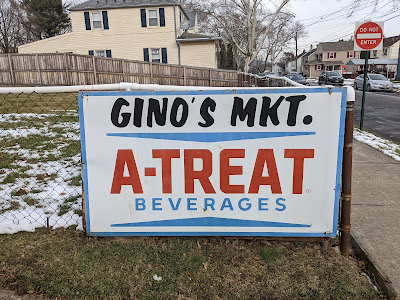 GINO'S MKT.
A-TREAT
BEVERAGES
DO NOT
ENTER